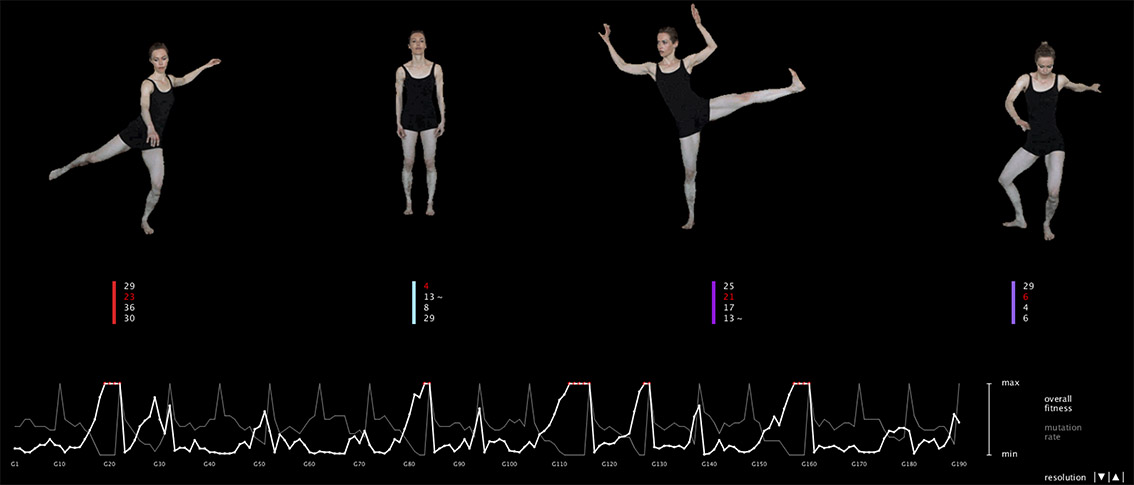 29
23
36
30
4
13 ~
8
29
25
21
17
13 ~
29
6
4
6
max
overall
fitness
mutation
rate
min
G1 G10 G20 G30 G40 G50 G60 G70 G80 G90 G100 G110 G120 G130 G140 G150 G160 G170 G180 G190
resolution |▼|▲|